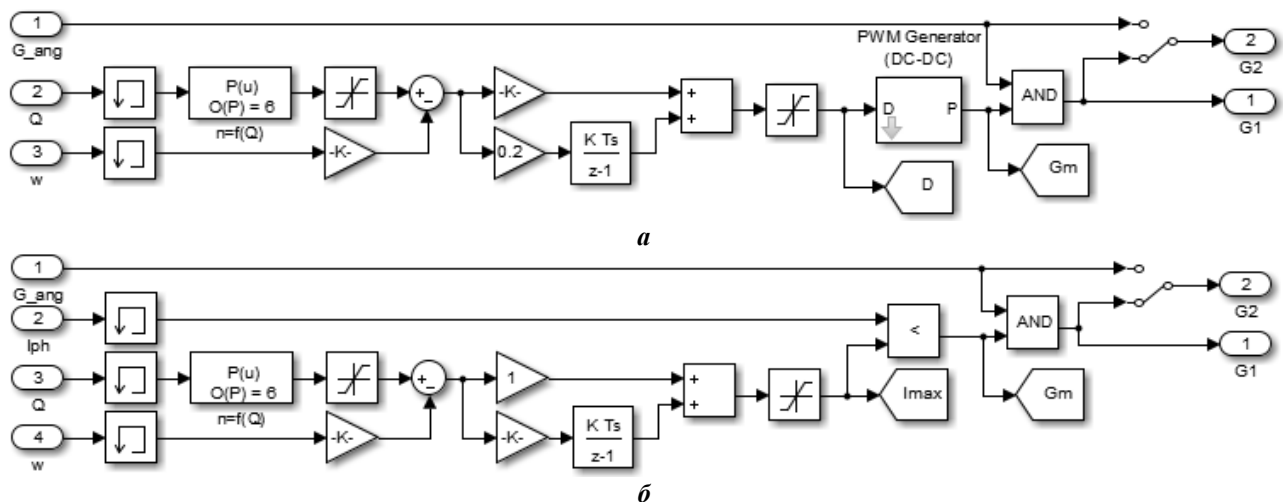 1
G_ang
PWM Generator
(DC-DC)
2
G2
2
Q
P(u)
O(P) = 6
n=f(Q)
+
-
-K-
+
+
D
P
AND
1
G1
3
w
-K-
0.2
K Ts
z-1
D
Gm
а
1
G_ang
2
Iph
<
AND
2
G2
1
G1
3
Q
P(u)
O(P) = 6
n=f(Q)
+
-
1
+
+
Imax
Gm
4
w
-K-
-K-
K Ts
z-1
б